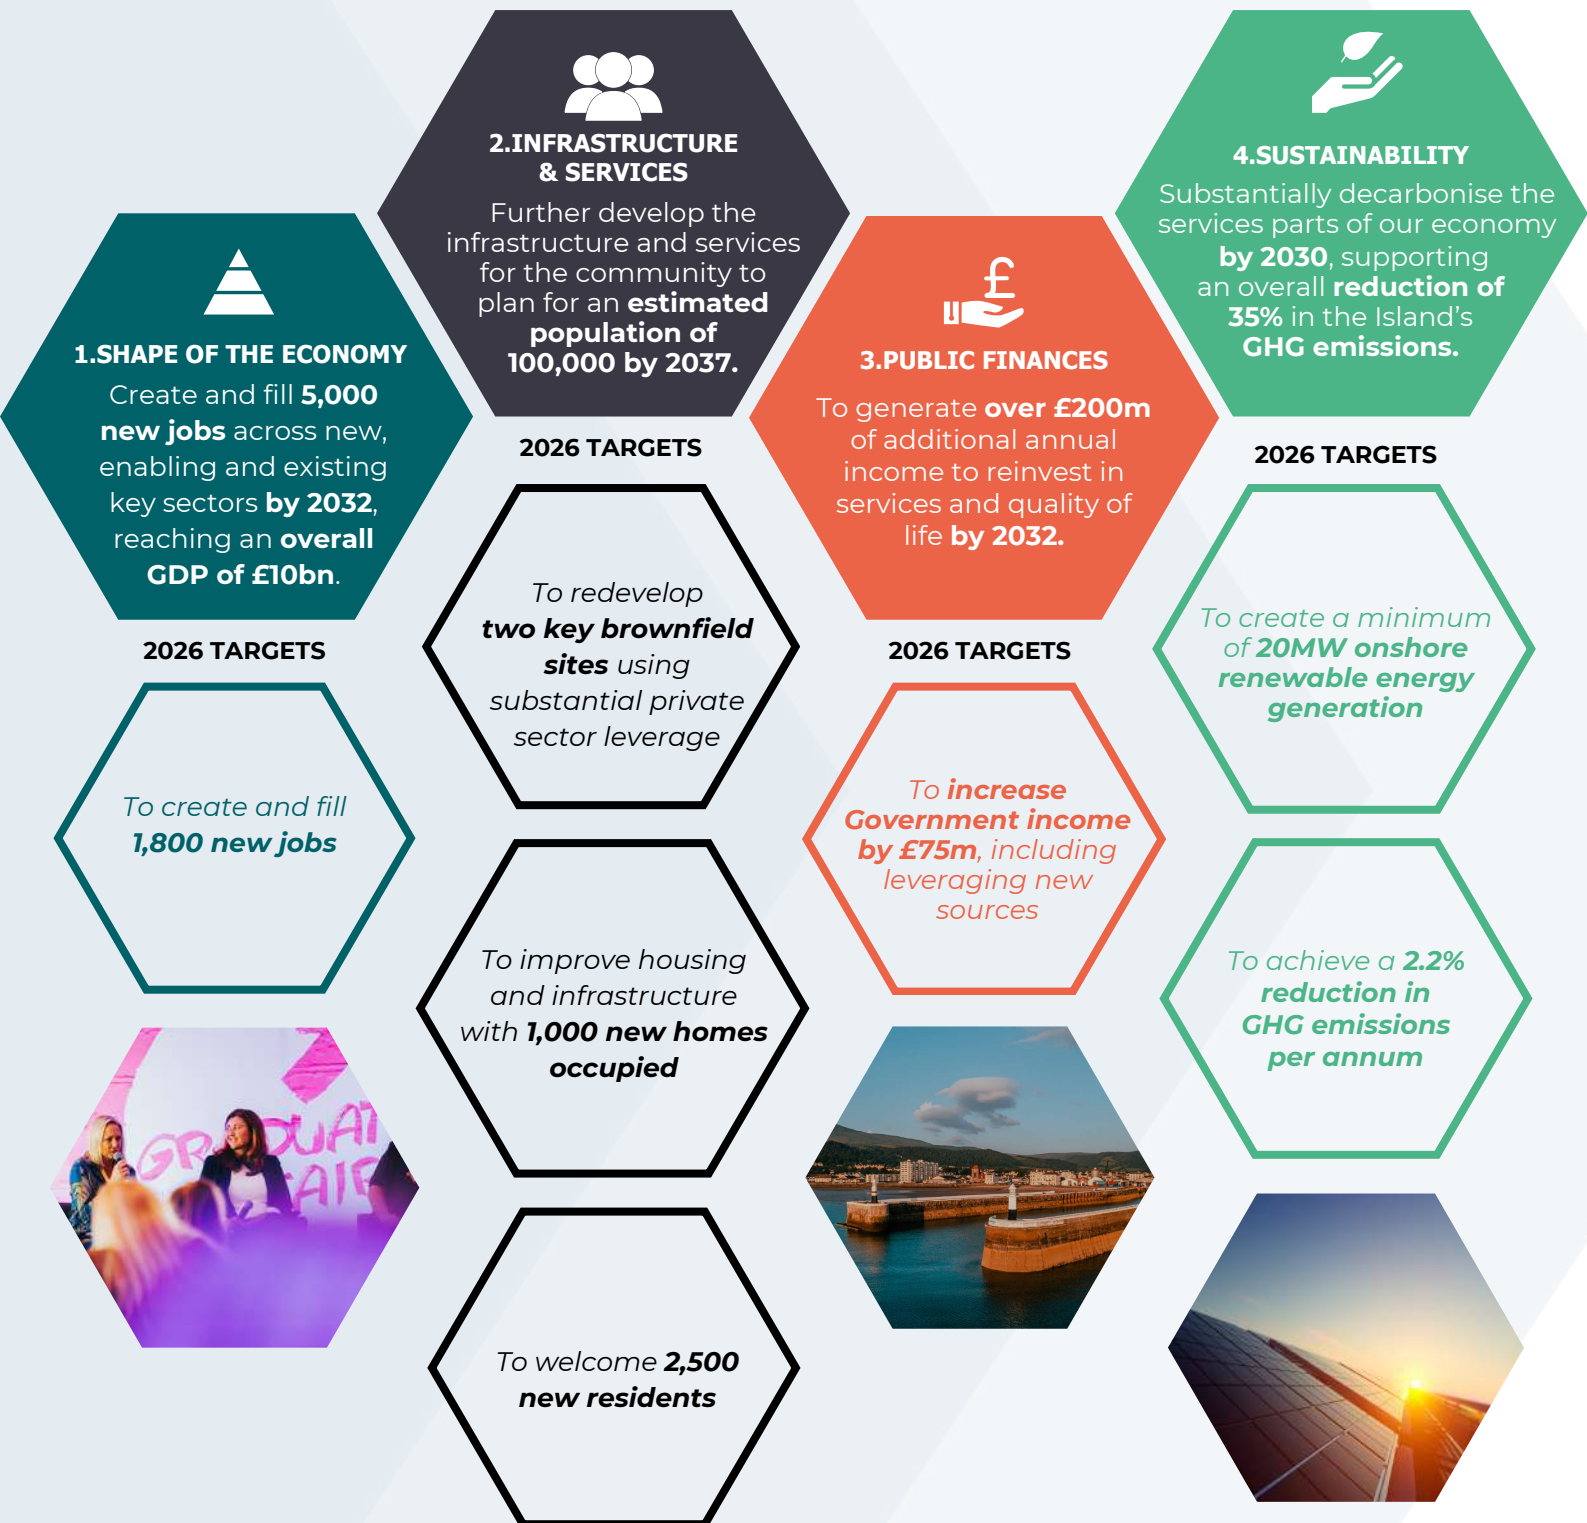 1.SHAPE OF THE ECONOMY
Create and fill 5,000
new jobs across new,
enabling and existing
key sectors by 2032,
reaching an overall
GDP of £10bn.
2026 TARGETS
To create and fill
1,800 new jobs
GRADUAT
FAIR
2.INFRASTRUCTURE
& SERVICES
Further develop the
infrastructure and services
for the community to
plan for an estimated
population of
100,000 by 2037.
2026 TARGETS
To redevelop
two key brownfield
sites using
substantial private
sector leverage
To improve housing
and infrastructure
with 1,000 new homes
occupied
To welcome 2,500
new residents
3.PUBLIC FINANCES
To generate over £200m
of additional annual
income to reinvest in
services and quality of
life by 2032.
2026 TARGETS
To increase
Government income
by £75m, including
leveraging new
sources
4.SUSTAINABILITY
Substantially decarbonise the
services parts of our economy
by 2030, supporting
an overall reduction of
35% in the Island's
GHG emissions.
2026 TARGETS
To create a minimum
of 20MW onshore
renewable energy
generation
To achieve a 2.2%
reduction in
GHG emissions
per annum